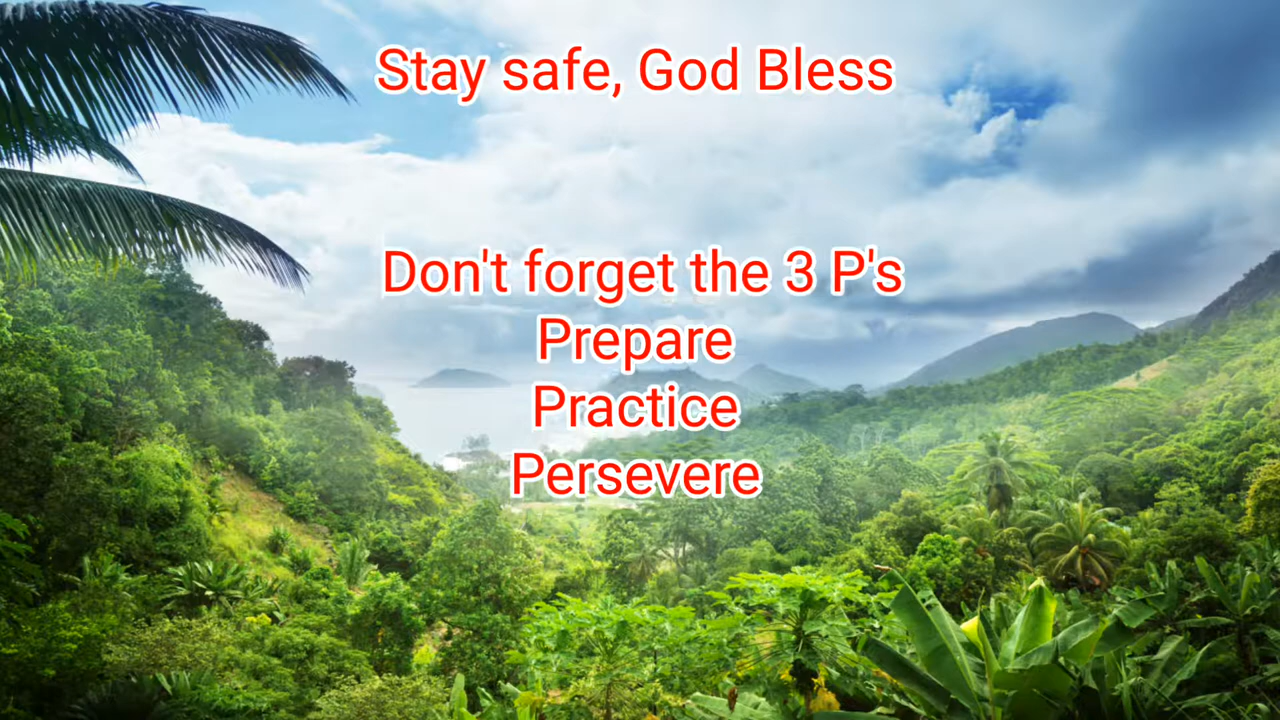 Stay safe, God Bless
Don't forget the 3 P's
Prepare
Practice
Persevere